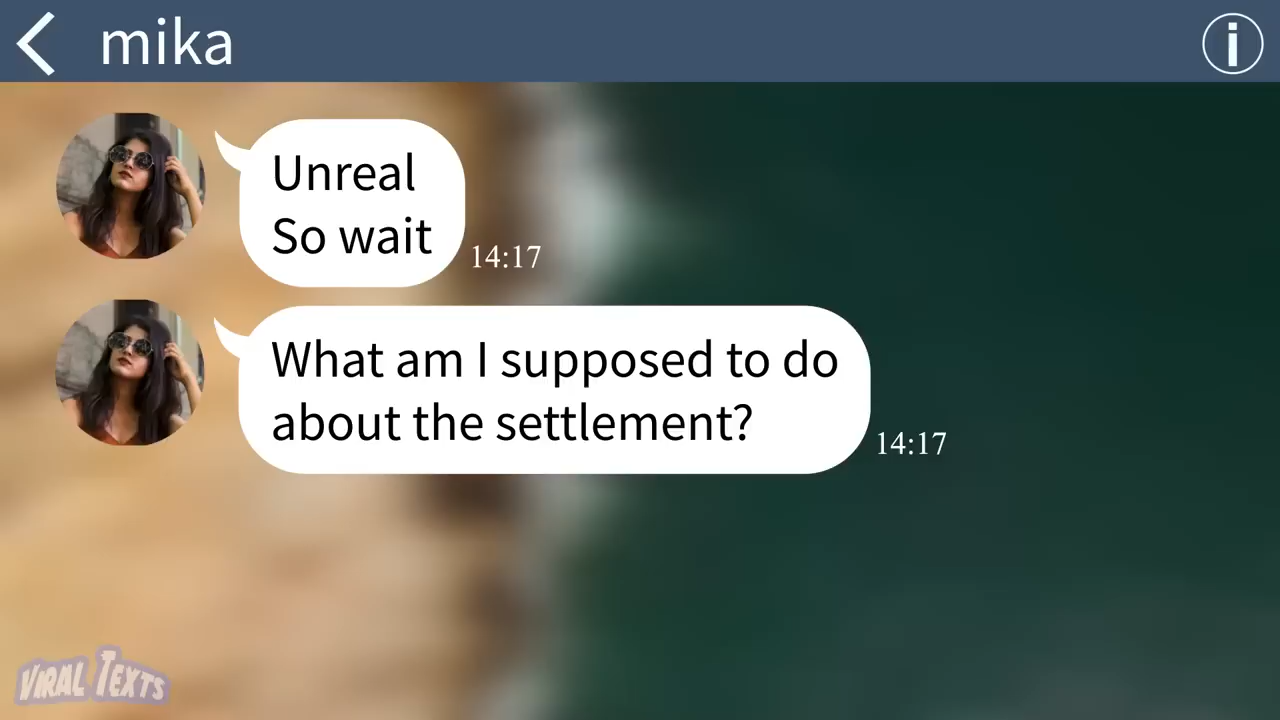 mika
Unreal
So wait
14:17
What am I supposed to do
about the settlement?
14:17
VIRAL TEXTS